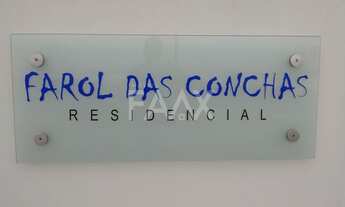 FAROL DAS CONCHAS
RESIDENCIAL